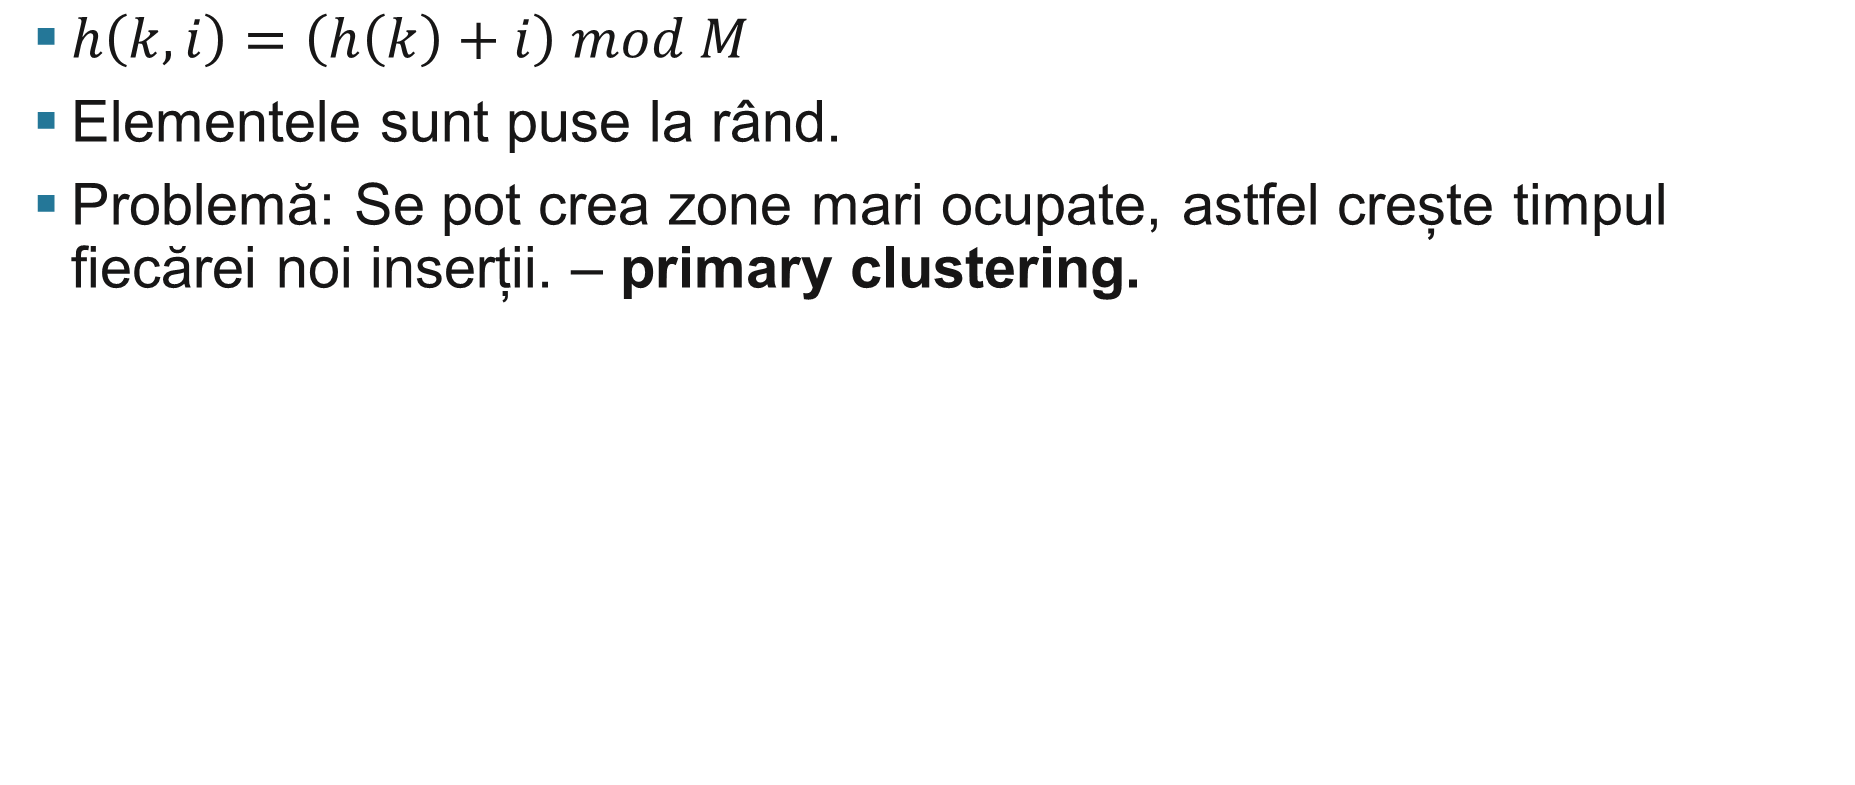 ▪ h(k, i) = (h(k) + i) mod M
▪ Elementele sunt puse la rând.
▪ Problemă: Se pot crea zone mari ocupate, astfel crește timpul
fiecărei noi inserții. – primary clustering.